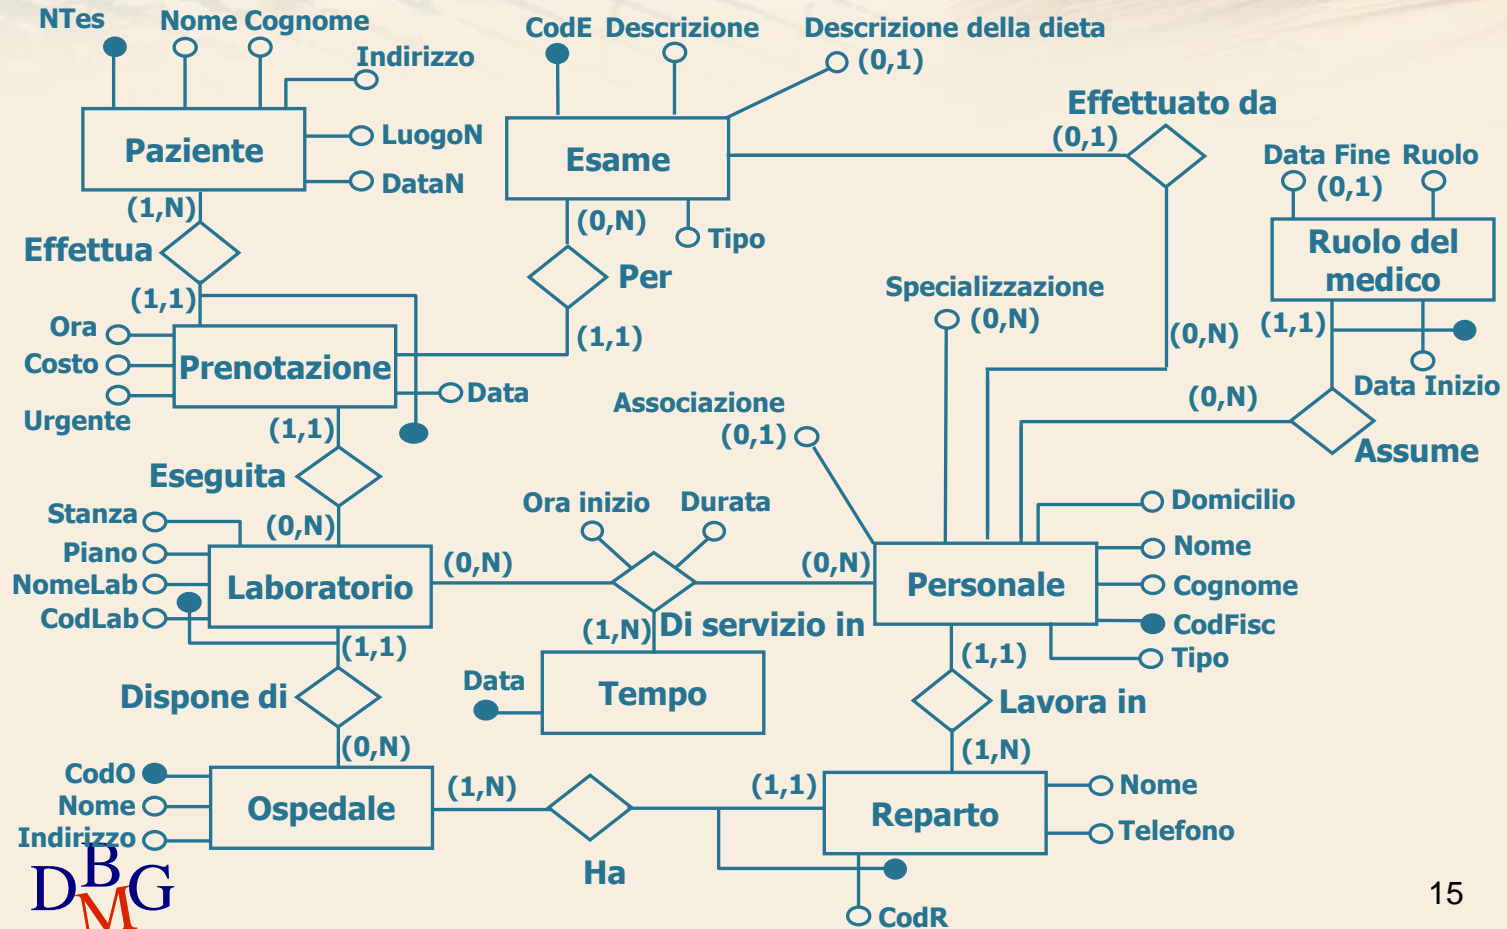 NTes
Nome Cognome
CodE Descrizione
Descrizione della dieta
(0,1)
Indirizzo
Effettuato da
(0,1)
Paziente
LuogoN
DataN
Esame
Data Fine Ruolo
(0,1)
(1,N)
(0,N)
Tipo
Ruolo del
medico
Effettua
Per
Specializzazione
(0,N)
(1,1)
(1,1)
(0,N)
(1,1)
Ora
Costo
Urgente
Prenotazione
Data
Data Inizio
Associazione
(0,1)
(0,N)
(1,1)
Assume
Eseguita
Stanza
Piano
NomeLab
CodLab
(0,N)
Ora inizio
Durata
Domicilio
Nome
Cognome
CodFisc
Tipo
Laboratorio
(0,N)
(0,N)
Personale
(1,N)
Di servizio in
(1,1)
(1,1)
Dispone di
Data
Tempo
Lavora in
(0,N)
(1,N)
CodO
Nome
Indirizzo
Ospedale
(1,N)
(1,1)
Reparto
Nome
Telefono
Ha
CodR
DBMG
15